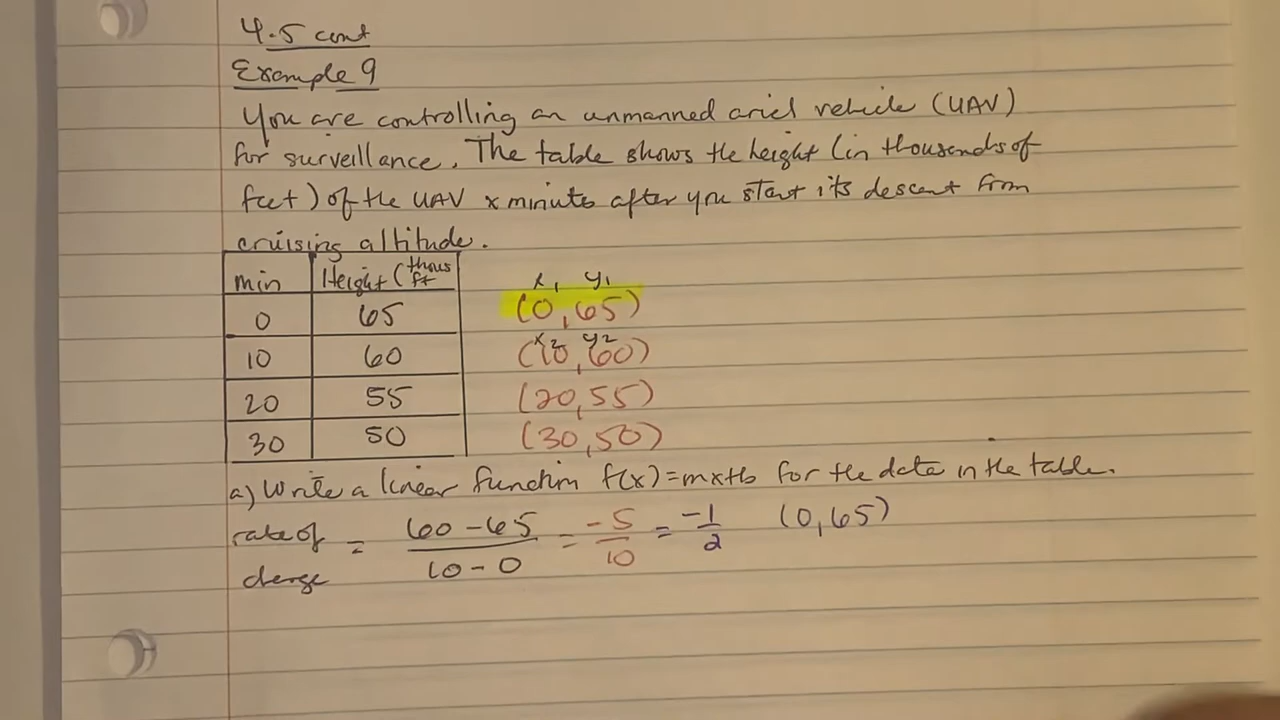 4.5 cont
Example 9
You are controlling an unmanned ariel vehicle (UAV)
for surveillance. The table shows the height (in thousands of
feet) of the UAV x minute after you start its descent from
cruising altitude.
min Height (thous ft
0 65 x1 y1 (0,65)
10 60 x2 y2 (10,60)
20 55 (20,55)
30 50 (30,50)
a) Write a linear function f(x)=mx+b for the data in the table.
rate of change = 60-65 / 10-0 = -5/10 = -1/2 (0,65)